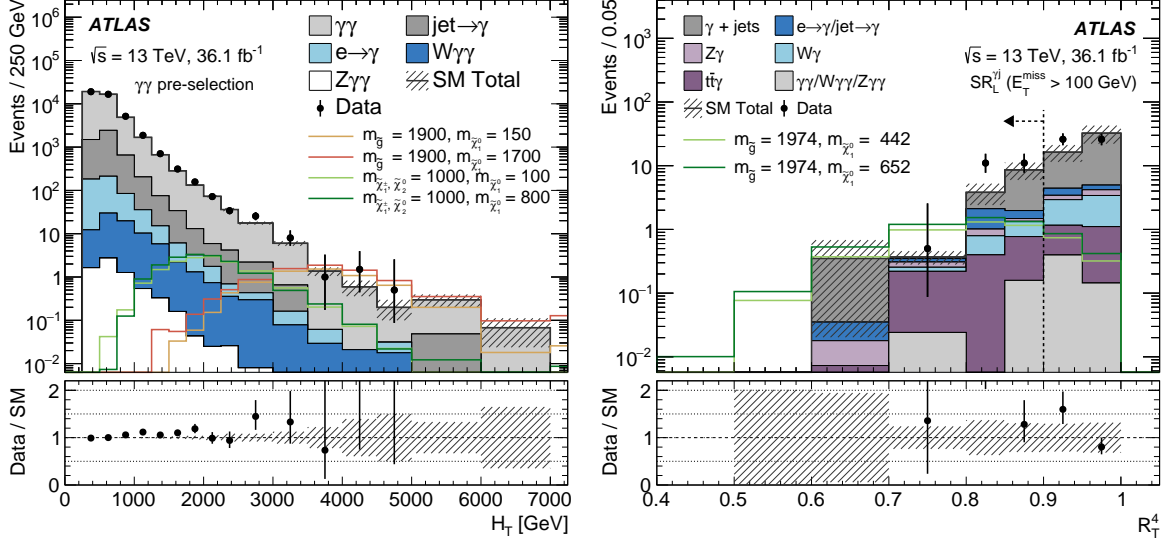 ATLAS
√s = 13 TeV, 36.1 fb⁻¹
γγ pre-selection
γγ
jet→γ
e→γ
Wγγ
Zγγ
SM Total
Data
m_g̃ = 1900, m_χ̃₁⁰ = 150
m_g̃ = 1900, m_χ̃₁⁰ = 1700
m_χ̃₁±, χ̃₂⁰ = 1000, m_χ̃₁⁰ = 100
m_χ̃₁±, χ̃₂⁰ = 1000, m_χ̃₁⁰ = 800
Events / 250 GeV
10⁶
10⁵
10⁴
10³
10²
10
1
10⁻¹
10⁻²
Data / SM
2
1
0
0 1000 2000 3000 4000 5000 6000 7000
H_T [GeV]
γ + jets
e→γ/jet→γ
Zγ
Wγ
tt̄γ
γγ/Wγγ/Zγγ
SM Total
Data
ATLAS
√s = 13 TeV, 36.1 fb⁻¹
SR_L^γj (E_T^miss > 100 GeV)
m_g̃ = 1974, m_χ̃₁⁰ = 442
m_g̃ = 1974, m_χ̃₁⁰ = 652
Events / 0.05
10³
10²
10
1
10⁻¹
10⁻²
Data / SM
2
1
0
0.4 0.5 0.6 0.7 0.8 0.9 1
R_T⁴